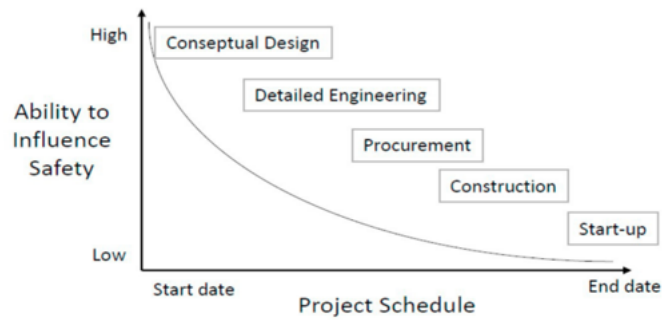 High
Conseptual Design
Detailed Engineering
Ability to
Influence
Safety
Procurement
Construction
Start-up
Low
Start date
End date
Project Schedule